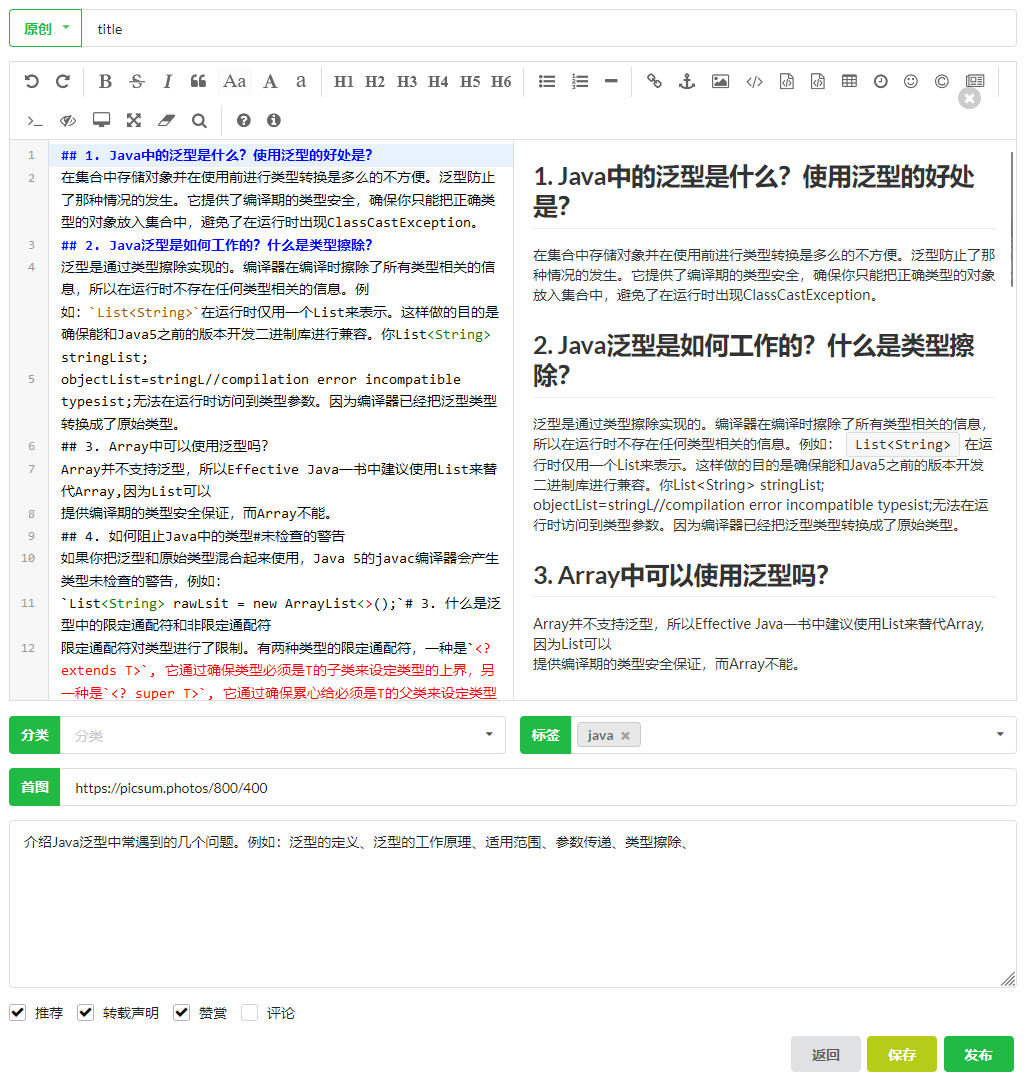 原创 title
B S I Aa A a H1 H2 H3 H4 H5 H6
1 ## 1. Java中的泛型是什么？使用泛型的好处是?
2 在集合中存储对象并在使用前进行类型转换是多么的不方便。泛型防止
了那种情况的发生。它提供了编译期的类型安全，确保你只能把正确类
型的对象放入集合中，避免了在运行时出现ClassCastException。
3 ## 2. Java泛型是如何工作的？什么是类型擦除?
4 泛型是通过类型擦除实现的。编译器在编译时擦除了所有类型相关的信
息，所以在运行时不存在任何类型相关的信息。例
如：`List<String>`在运行时仅用一个List来表示。这样做的目的是
确保能和Java5之前的版本开发二进制库进行兼容。你List<String>
stringList;
5 objectList=stringL//compilation error incompatible
typesist;无法在运行时访问到类型参数。因为编译器已经把泛型类型
转换成了原始类型。
6 ## 3. Array中可以使用泛型吗?
7 Array并不支持泛型，所以Effective Java一书中建议使用List来替
代Array,因为List可以
8 提供编译期的类型安全保证，而Array不能。
9 ## 4. 如何阻止Java中的类型#未检查的警告
10 如果你把泛型和原始类型混合起来使用，Java 5的javac编译器会产生
类型未检查的警告，例如：
11 `List<String> rawLsit = new ArrayList<>();`# 3. 什么是泛
型中的限定通配符和非限定通配符
12 限定通配符对类型进行了限制。有两种类型的限定通配符，一种是`<?
extends T>`, 它通过确保类型必须是T的子类来设定类型的上界，另
一种是`<? super T>`, 它通过确保累心给必须是T的父类来设定类型
1. Java中的泛型是什么？使用泛型的好处
是?
在集合中存储对象并在使用前进行类型转换是多么的不方便。泛型防止了那
种情况的发生。它提供了编译期的类型安全，确保你只能把正确类型的对象
放入集合中，避免了在运行时出现ClassCastException。
2. Java泛型是如何工作的？什么是类型擦
除?
泛型是通过类型擦除实现的。编译器在编译时擦除了所有类型相关的信息，
所以在运行时不存在任何类型相关的信息。例如： List<String> 在运
行时仅用一个List来表示。这样做的目的是确保能和Java5之前的版本开发
二进制库进行兼容。你List<String> stringList;
objectList=stringL//compilation error incompatible typesist;无法在运
行时访问到类型参数。因为编译器已经把泛型类型转换成了原始类型。
3. Array中可以使用泛型吗?
Array并不支持泛型，所以Effective Java一书中建议使用List来替代Array,
因为List可以
提供编译期的类型安全保证，而Array不能。
分类 分类 标签 java
首图 https://picsum.photos/800/400
介绍Java泛型中常遇到的几个问题。例如：泛型的定义、泛型的工作原理、适用范围、参数传递、类型擦除、
推荐 转载声明 赞赏 评论
返回 保存 发布